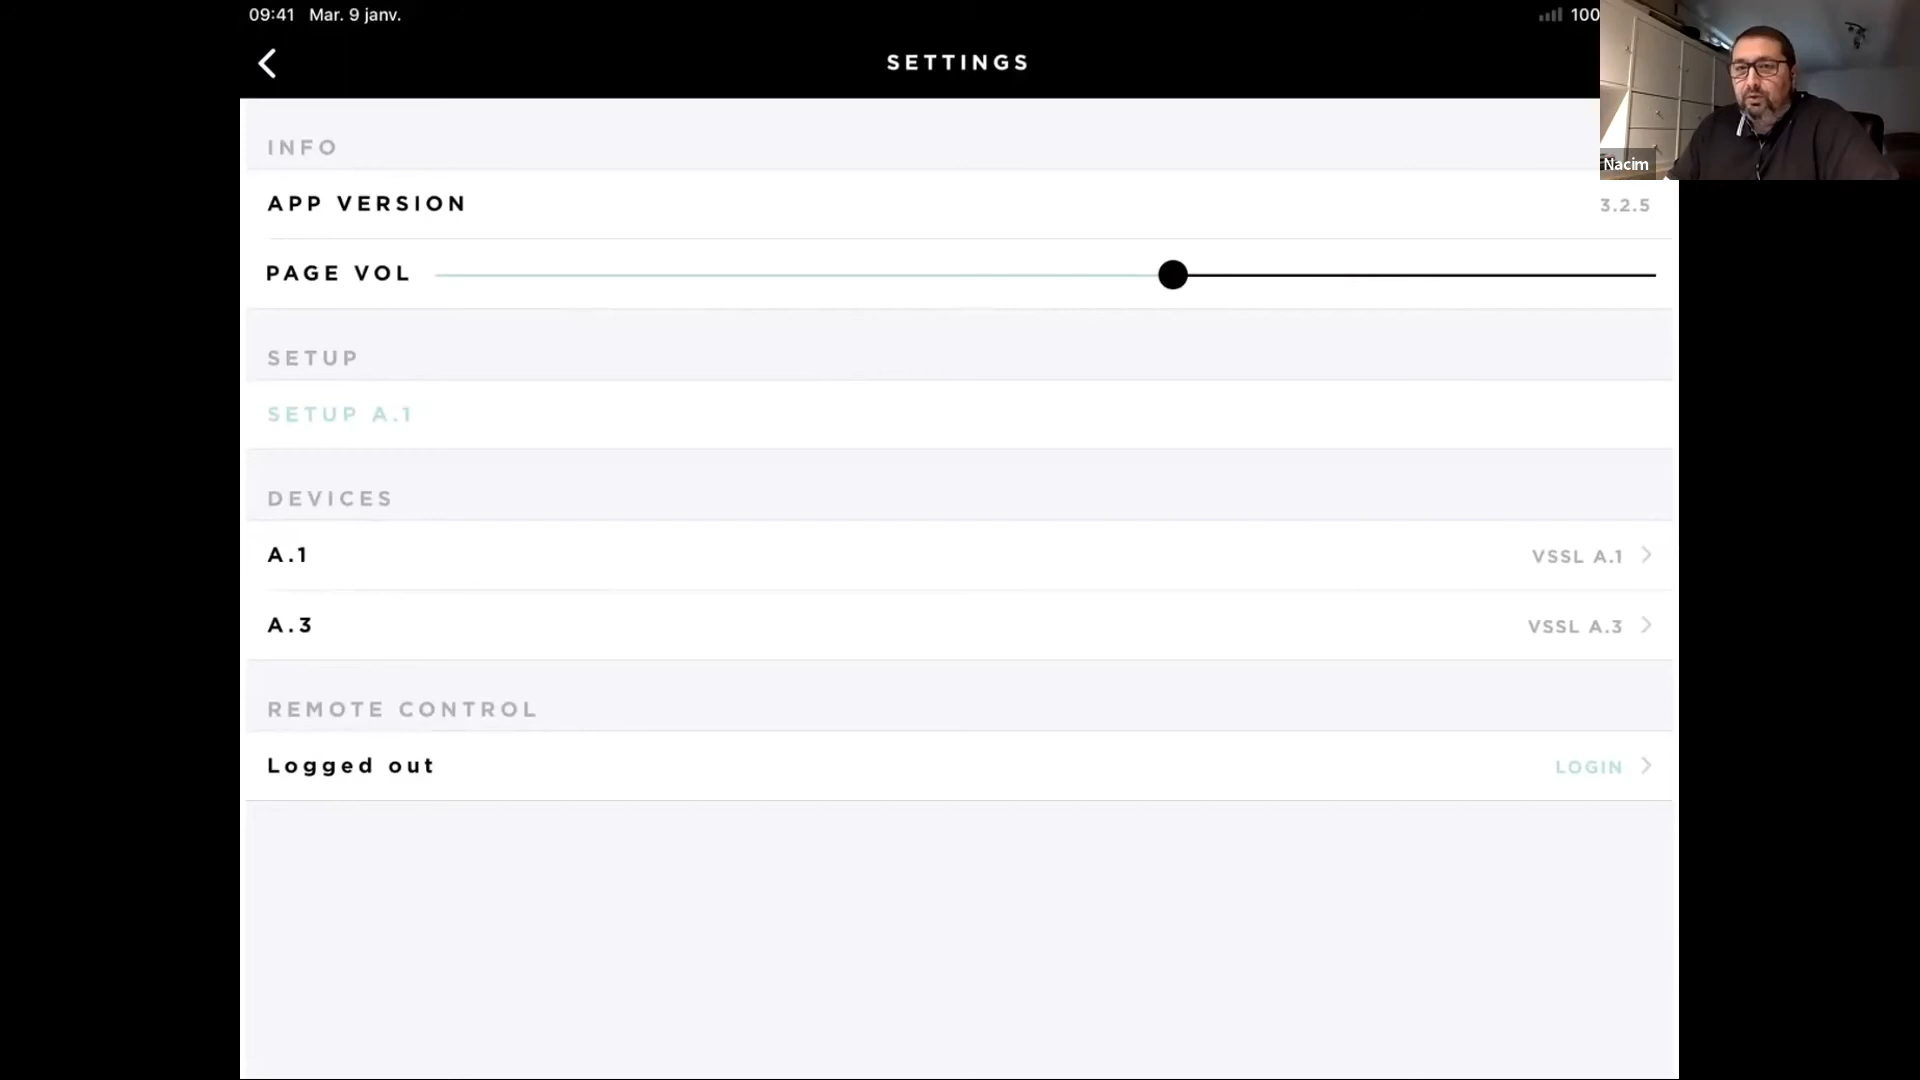 09:41 Mar. 9 janv.
100
SETTINGS
Nacim
INFO
APP VERSION 3.2.5
PAGE VOL
SETUP
SETUP A.1
DEVICES
A.1 VSSL A.1
A.3 VSSL A.3
REMOTE CONTROL
Logged out LOGIN